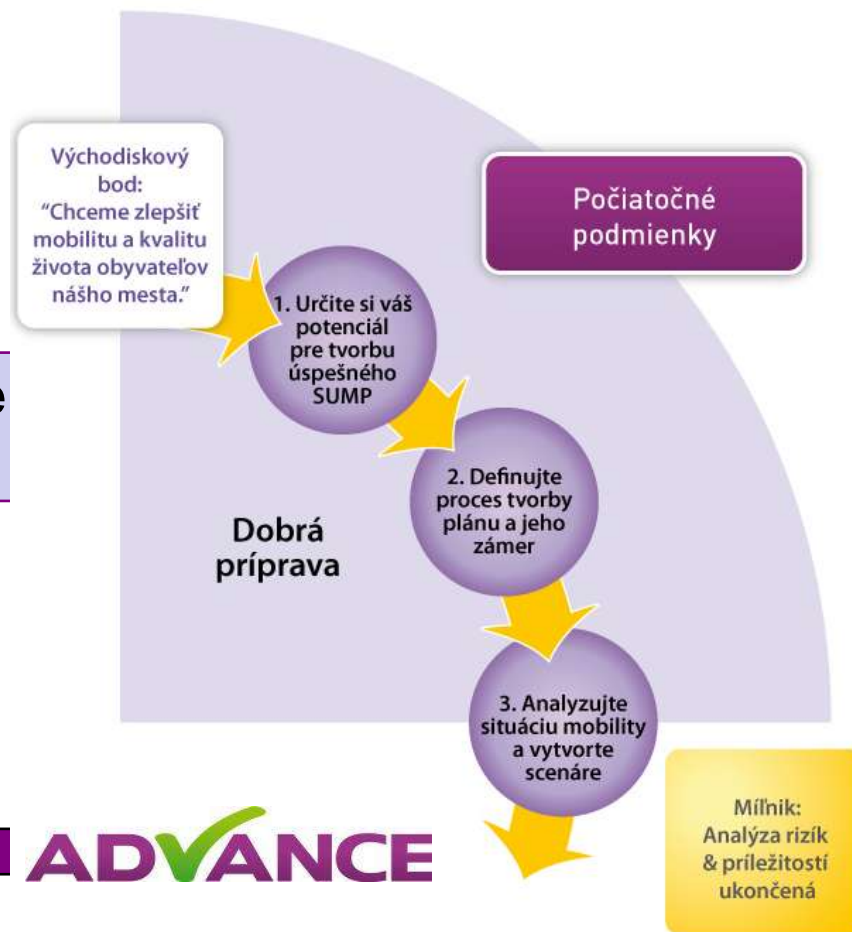 Východiskový
bod:
“Chceme zlepšiť
mobilitu a kvalitu
života obyvateľov
nášho mesta.”
Počiatočné
podmienky
1. Určite si váš
potenciál
pre tvorbu
úspešného
SUMP
2. Definujte
proces tvorby
plánu a jeho
zámer
Dobrá
príprava
3. Analyzujte
situáciu mobility
a vytvorte
scenáre
Míľnik:
Analýza rizík
& príležitostí
ukončená
ADVANCE